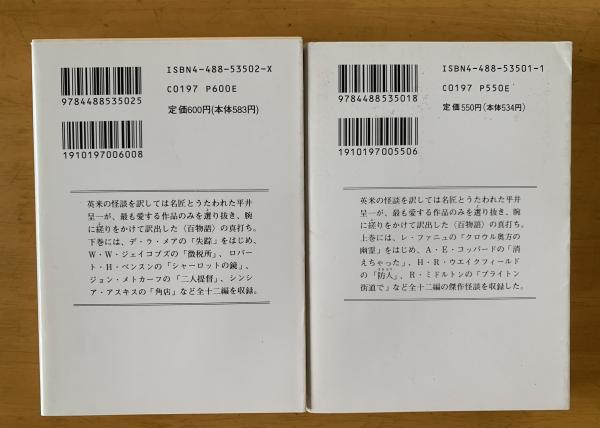 ISBN4-488-53502-X
C0197 P600E
定価600円(本体583円)
9784488535025
1910197006008
英米の怪談を訳しては名匠とうたわれた平井
呈一が、最も愛する作品のみを選り抜き、腕
に縒りをかけて訳出した〈百物語〉の真打ち。
下巻には、デ・ラ・メアの「失踪」をはじめ、
W・W・ジェイコブズの「徴税所」、ロバー
ト・H・ベンスンの「シャーロットの鏡」、
ジョン・メトカーフの「二人提督」、シンシ
ア・アスキスの「角店」など全十二編を収録。
ISBN4-488-53501-1
C0197 P550E
定価550円(本体534円)
9784488535018
1910197005506
英米の怪談を訳しては名匠とうたわれた平井
呈一が、最も愛する作品のみを選り抜き、腕
に縒りをかけて訳出した〈百物語〉の真打ち。
上巻には、レ・ファニュの「クロウル奥方の
幽霊」をはじめ、A・E・コッパードの「消
えちゃった」、H・R・ウエイクフィールド
の「防人」、R・ミドルトンの「ブライトン
街道で」など全十二編の傑作怪談を収録した。